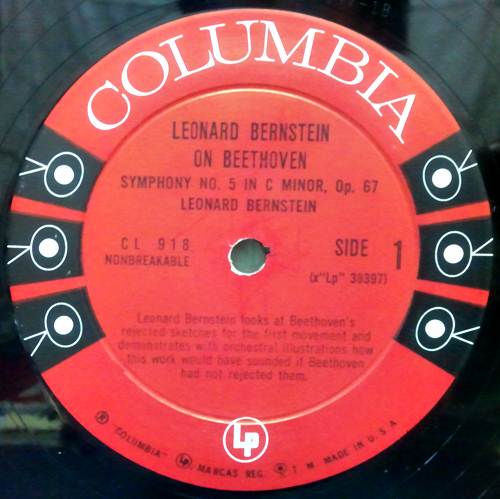 COLUMBIA
LEONARD BERNSTEIN
ON BEETHOVEN
SYMPHONY NO. 5 IN C MINOR, Op. 67
LEONARD BERNSTEIN
CL 918
NONBREAKABLE
SIDE 1
(x"Lp" 38397)
Leonard Bernstein looks at Beethoven's
rejected sketches for the first movement and
demonstrates with orchestral illustrations how
this work would have sounded if Beethoven
had not rejected them.
Lp
® "COLUMBIA" Lp MARCAS REG. T M MADE IN U.S.A